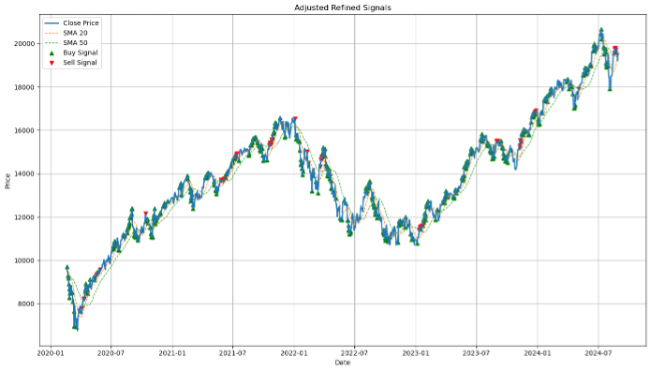 Adjusted Refined Signals
Close Price
SMA 20
SMA 50
Buy Signal
Sell Signal
20000
18000
16000
14000
12000
10000
8000
Price
2020-01 2020-07 2021-01 2021-07 2022-01 2022-07 2023-01 2023-07 2024-01 2024-07
Date